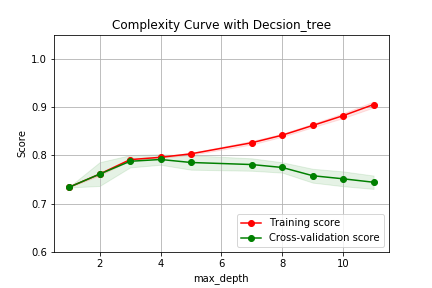 Complexity Curve with Decsion_tree
1.0
0.9
0.8
0.7
0.6
Score
2
4
6
8
10
max_depth
Training score
Cross-validation score